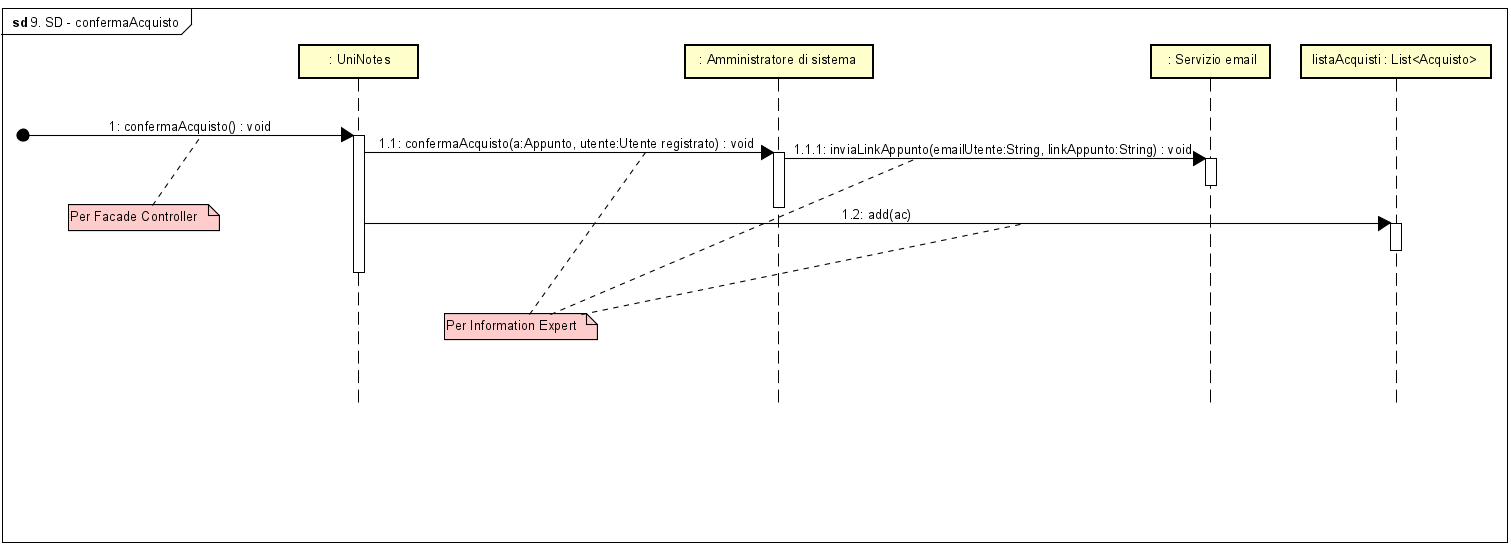 sd 9. SD - confermaAcquisto
: UniNotes
: Amministratore di sistema
: Servizio email
listaAcquisti : List<Acquisto>
1: confermaAcquisto() : void
1.1: confermaAcquisto(a:Appunto, utente:Utente registrato) : void
1.1.1: inviaLinkAppunto(emailUtente:String, linkAppunto:String) : void
Per Facade Controller
1.2: add(ac)
Per Information Expert